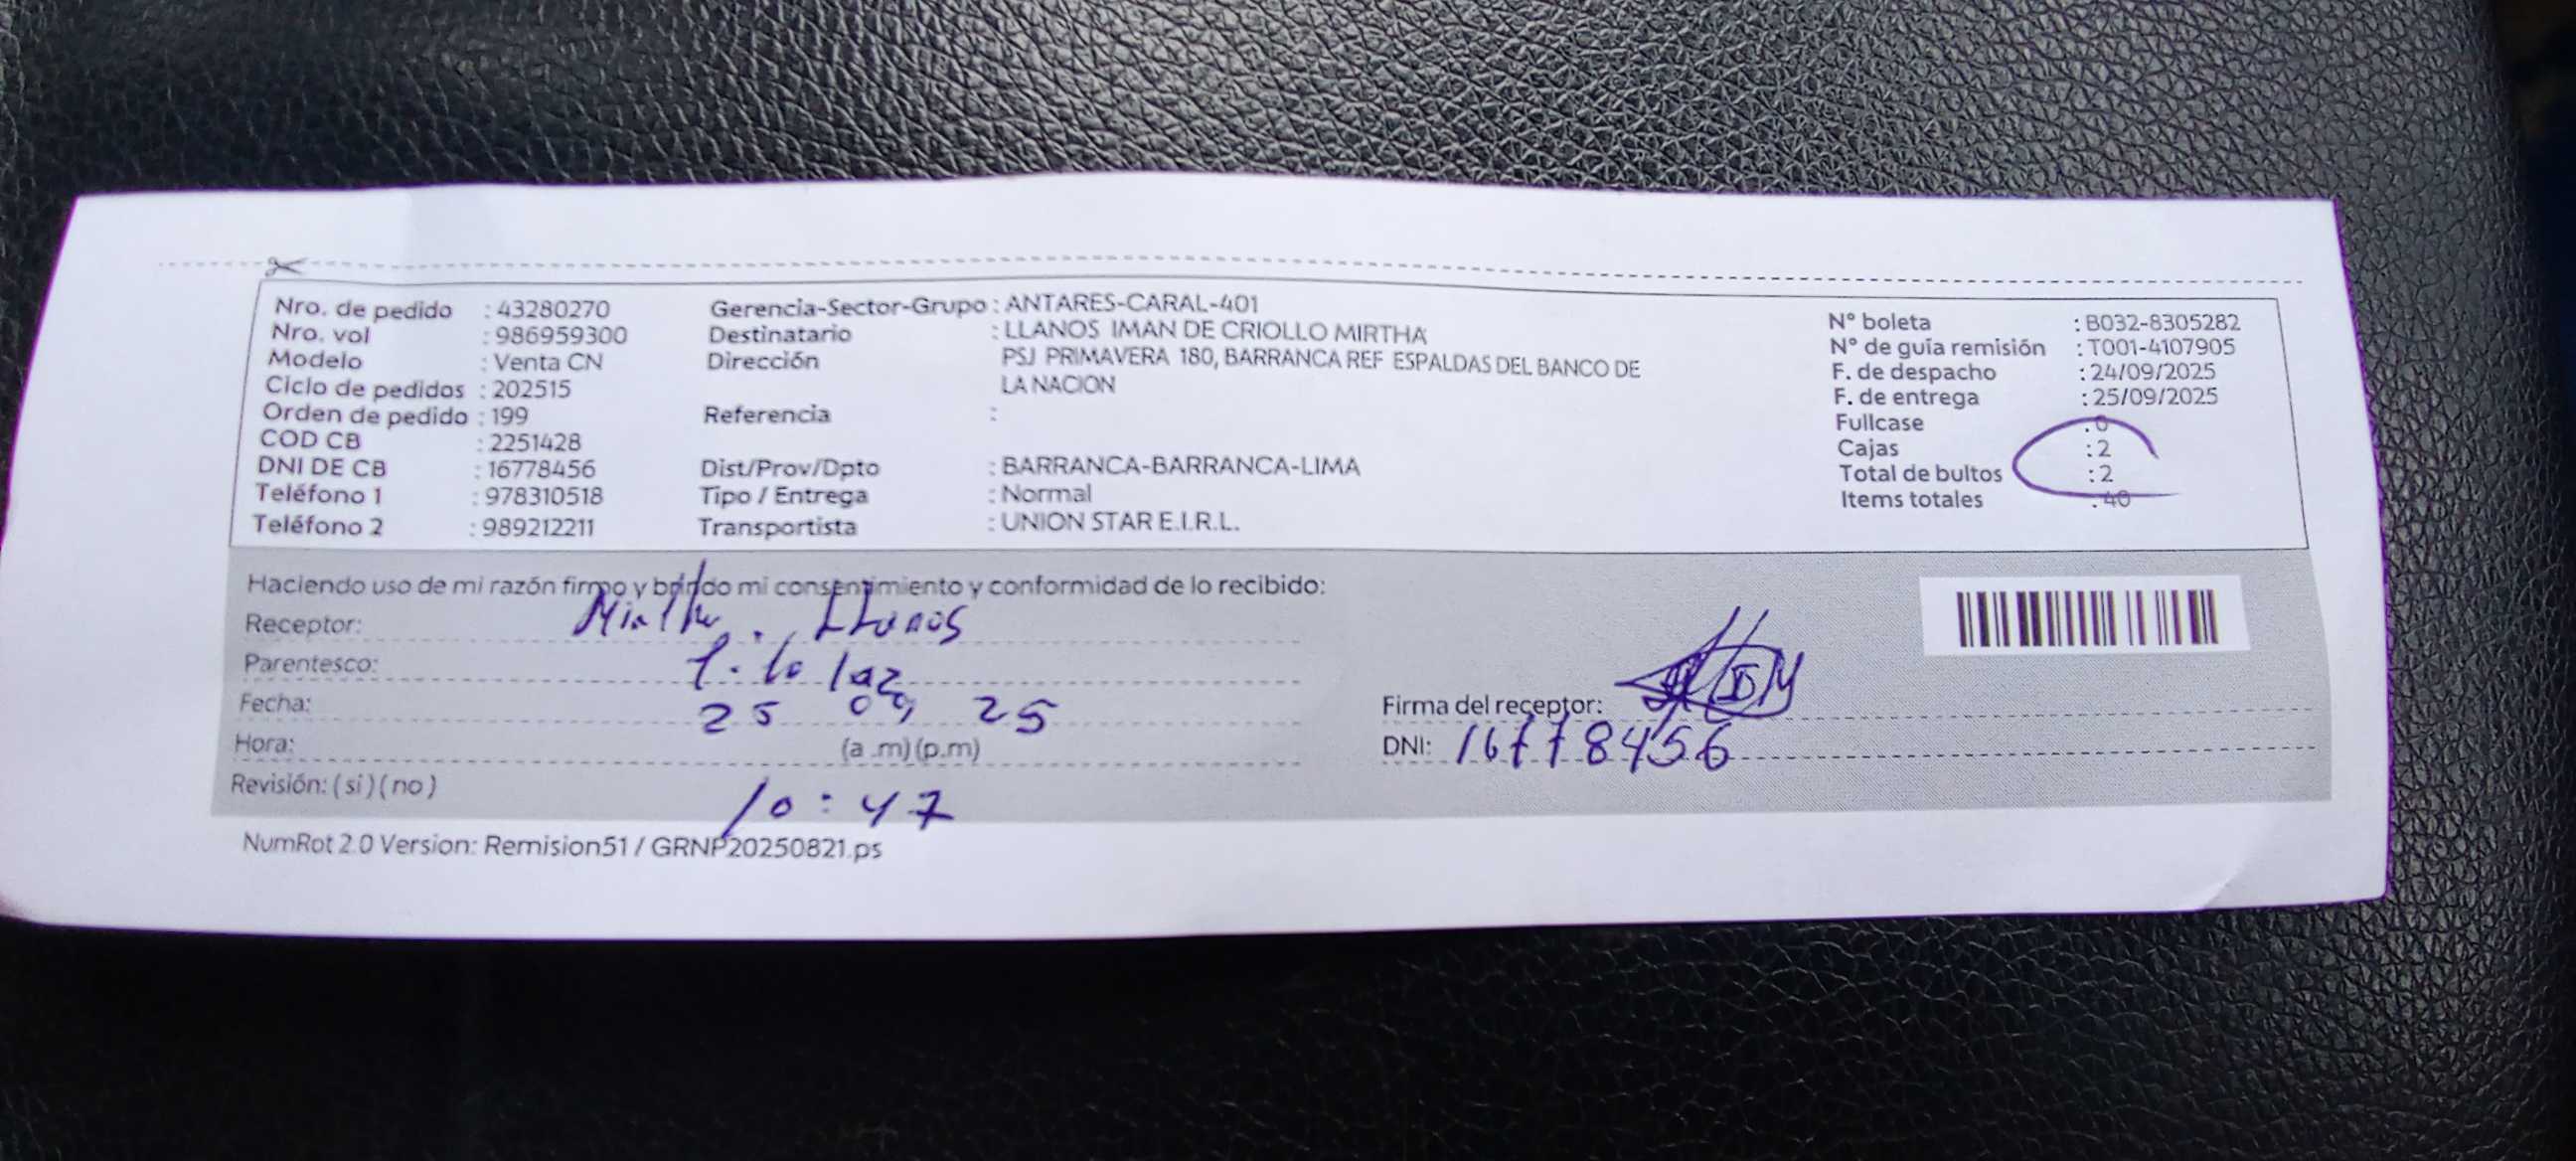 Nro. de pedido : 43280270
Nro. vol : 986959300
Modelo : Venta CN
Ciclo de pedidos : 202515
Orden de pedido : 199
COD CB : 2251428
DNI DE CB : 16778456
Teléfono 1 : 978310518
Teléfono 2 : 989212211
Gerencia-Sector-Grupo : ANTARES-CARAL-401
Destinatario : LLANOS IMAN DE CRIOLLO MIRTHA
Dirección PSJ PRIMAVERA 180, BARRANCA REF ESPALDAS DEL BANCO DE
LA NACION
Referencia :
Dist/Prov/Dpto : BARRANCA-BARRANCA-LIMA
Tipo / Entrega : Normal
Transportista : UNION STAR E.I.R.L.
N° boleta : B032-8305282
N° de guía remisión : T001-4107905
F. de despacho : 24/09/2025
F. de entrega : 25/09/2025
Fullcase : 0
Cajas : 2
Total de bultos : 2
Items totales : 40
Haciendo uso de mi razón firmo y brindo mi consentimiento y conformidad de lo recibido:
Receptor: Mirtha Llanos
Parentesco:
Fecha: 25 09 25
Hora: (a .m) (p.m)
Revisión: ( si ) ( no )
10:47
Firma del receptor:
DNI: 16778456
NumRot 2.0 Version: Remision51 / GRNP20250821.ps